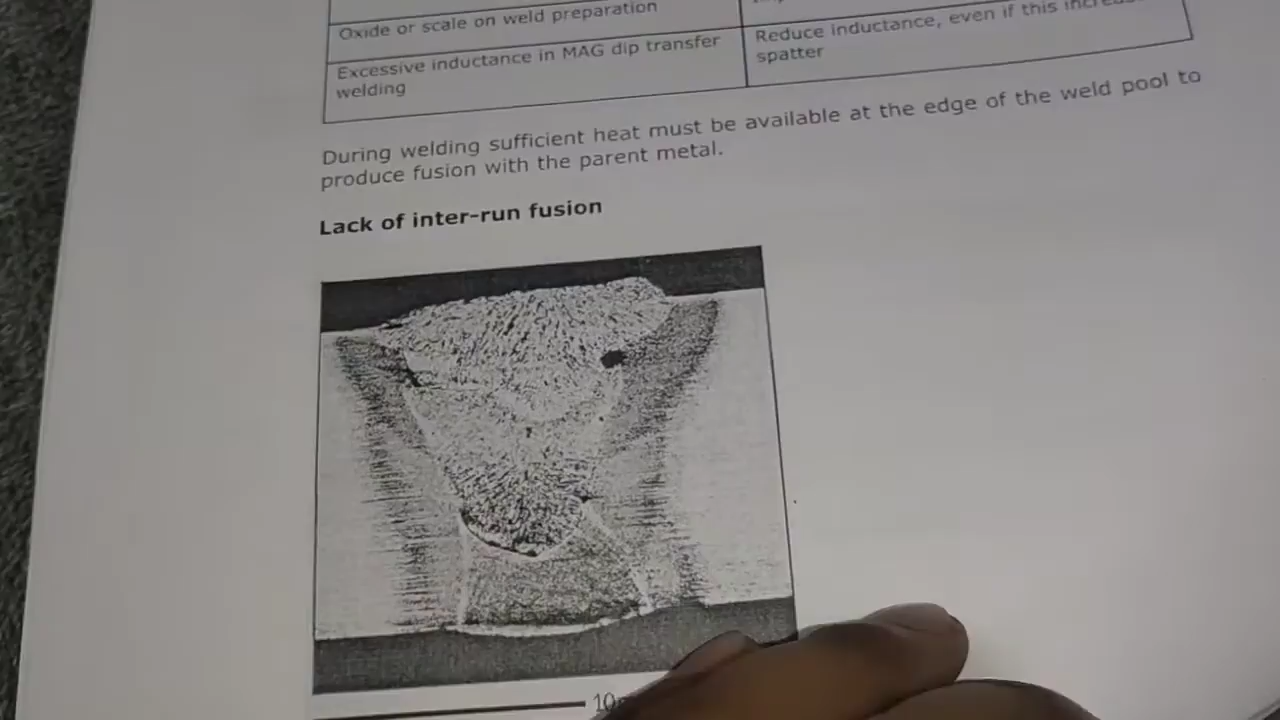 Oxide or scale on weld preparation
Excessive inductance in MAG dip transfer
welding
Reduce inductance, even if this
spatter
During welding sufficient heat must be available at the edge of the weld pool to
produce fusion with the parent metal.
Lack of inter-run fusion
10